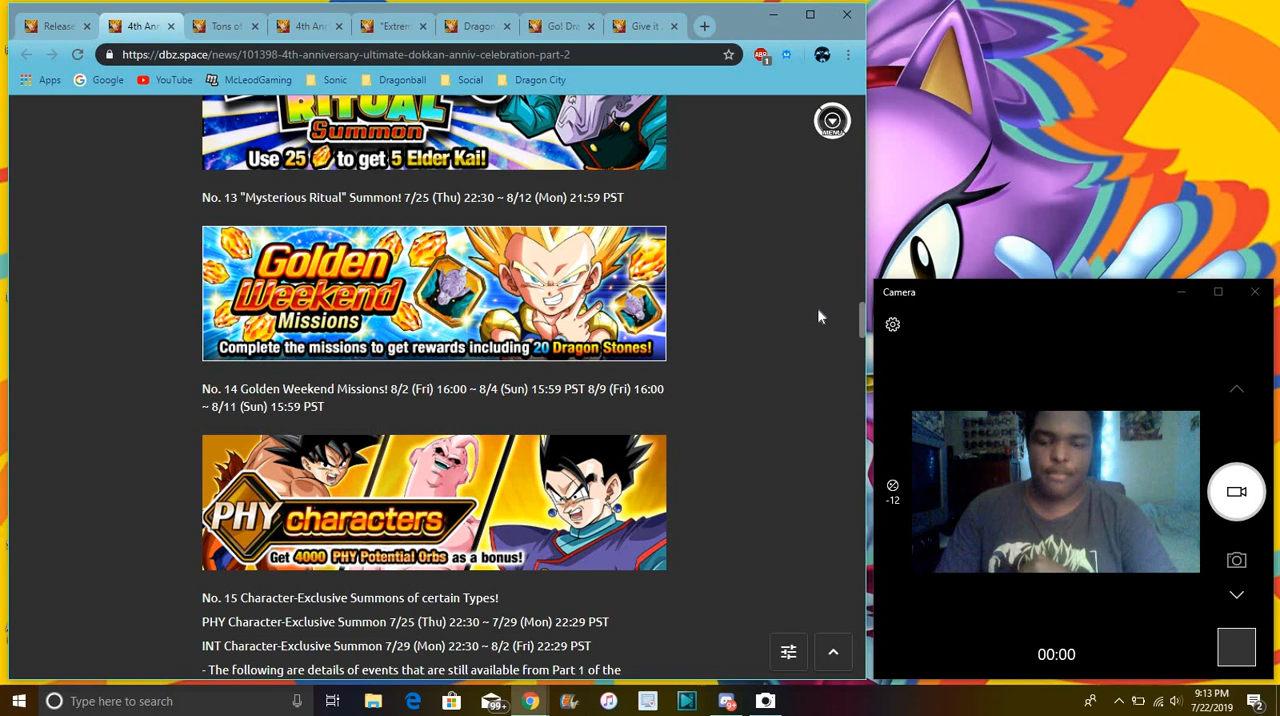 Release
4th Ann
Tons of
4th Ann
"Extrem
Dragon
Go! Dra
Give it
https://dbz.space/news/101398-4th-anniversary-ultimate-dokkan-anniv-celebration-part-2
ABP
1
Apps
Google
YouTube
McLeodGaming
Sonic
Dragonball
Social
Dragon City
RITUAL
Summon
Use 25 to get 5 Elder Kai!
MENU
No. 13 "Mysterious Ritual" Summon! 7/25 (Thu) 22:30 ~ 8/12 (Mon) 21:59 PST
Golden
Weekend
Missions
Complete the missions to get rewards including 20 Dragon Stones!
No. 14 Golden Weekend Missions! 8/2 (Fri) 16:00 ~ 8/4 (Sun) 15:59 PST 8/9 (Fri) 16:00
~ 8/11 (Sun) 15:59 PST
PHY characters
Get 4000 PHY Potential Orbs as a bonus!
No. 15 Character-Exclusive Summons of certain Types!
PHY Character-Exclusive Summon 7/25 (Thu) 22:30 ~ 7/29 (Mon) 22:29 PST
INT Character-Exclusive Summon 7/29 (Mon) 22:30 ~ 8/2 (Fri) 22:29 PST
- The following are details of events that are still available from Part 1 of the
Camera
-12
00:00
Type here to search
99+
9:13 PM
7/22/2019
2